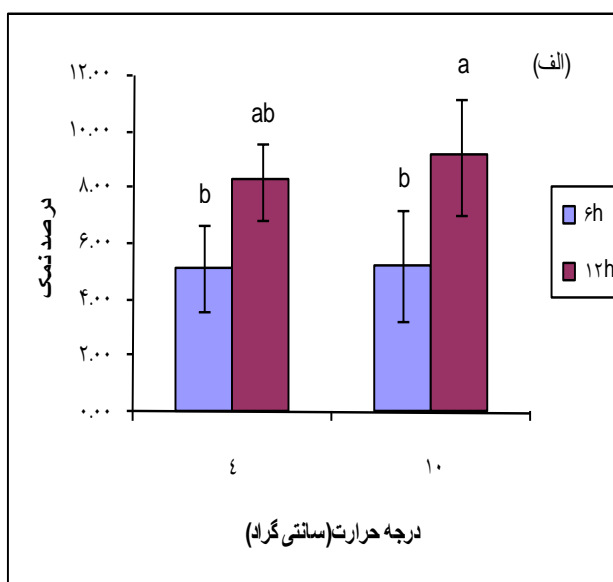 (الف)
۱۲.۰۰
۱۰.۰۰
۸.۰۰
۶.۰۰
۴.۰۰
۲.۰۰
۰.۰۰
درصد نمک
b
ab
b
a
۶h
۱۲h
٤
۱۰
درجه حرارت(سانتی گراد)